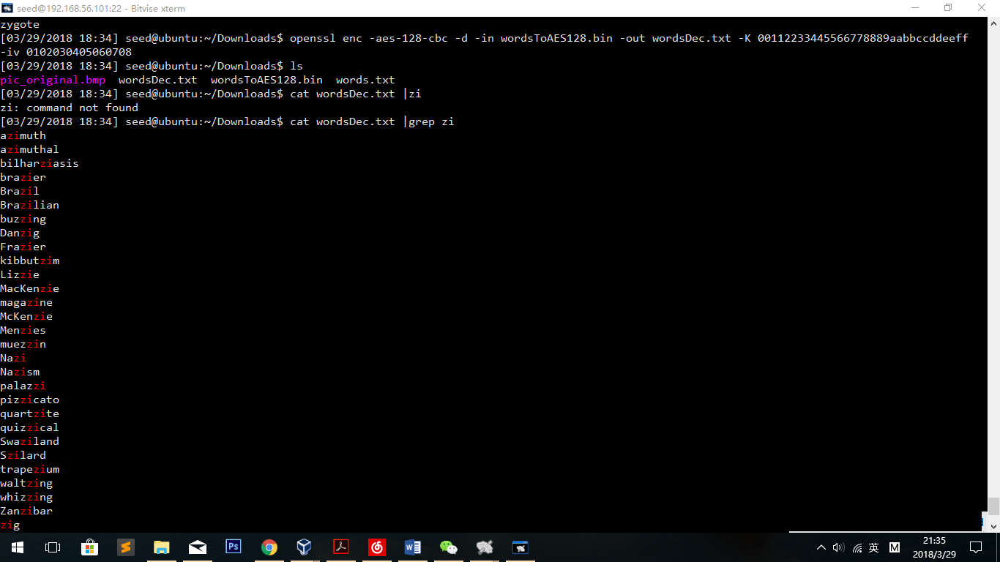 seed@192.168.56.101:22 - Bitvise xterm
zygote
[03/29/2018 18:34] seed@ubuntu:~/Downloads$ openssl enc -aes-128-cbc -d -in wordsToAES128.bin -out wordsDec.txt -K 00112233445566778889aabbccddeeff
-iv 0102030405060708
[03/29/2018 18:34] seed@ubuntu:~/Downloads$ ls
pic_original.bmp  wordsDec.txt  wordsToAES128.bin  words.txt
[03/29/2018 18:34] seed@ubuntu:~/Downloads$ cat wordsDec.txt |zi
zi: command not found
[03/29/2018 18:34] seed@ubuntu:~/Downloads$ cat wordsDec.txt |grep zi
azimuth
azimuthal
bilharziasis
brazier
Brazil
Brazilian
buzzing
Danzig
Frazier
kibbutzim
Lizzie
MacKenzie
magazine
McKenzie
Menzies
muezzin
Nazi
Nazism
palazzi
pizzicato
quartzite
quizzical
Swaziland
Szilard
trapezium
waltzing
whizzing
Zanzibar
zig
Ps
英
M
21:35
2018/3/29